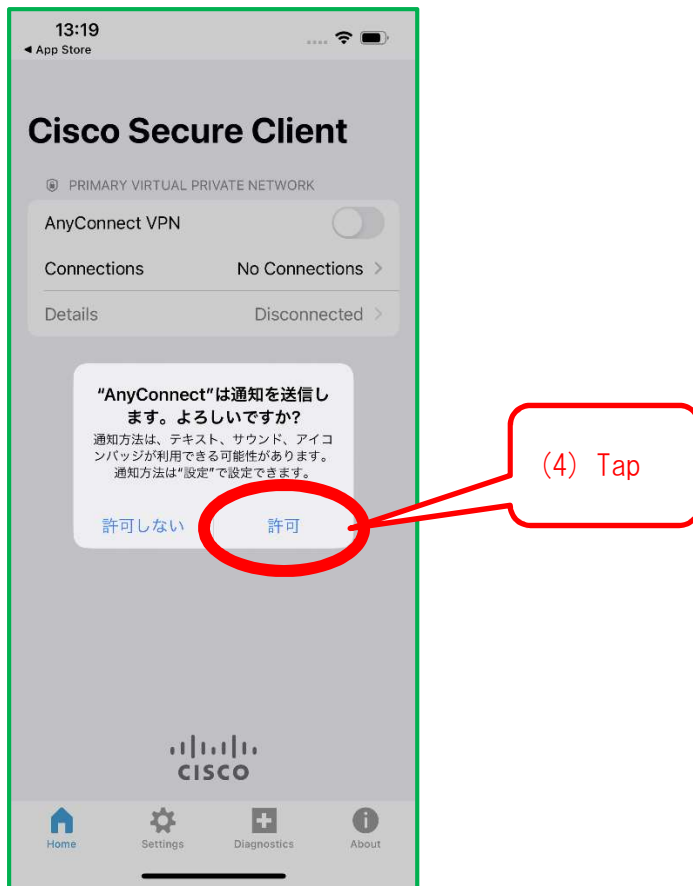 13:19
◀ App Store
Cisco Secure Client
PRIMARY VIRTUAL PRIVATE NETWORK
AnyConnect VPN
Connections No Connections >
Details Disconnected >
“AnyConnect”は通知を送信し
ます。よろしいですか?
通知方法は、テキスト、サウンド、アイコ
ンバッジが利用できる可能性があります。
通知方法は“設定”で設定できます。
許可しない 許可
(4) Tap
CISCO
Home Settings Diagnostics About